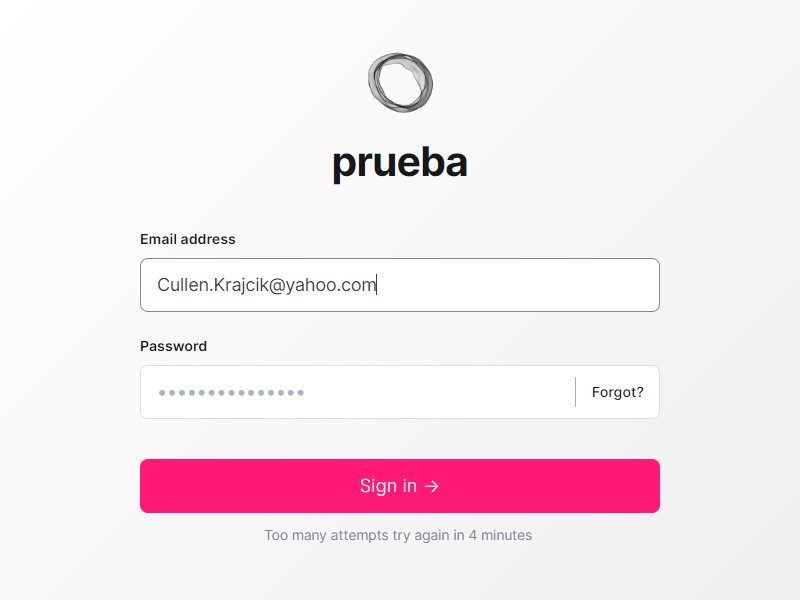 prueba
Email address
Cullen.Krajcik@yahoo.com
Password
•••••••••••••••
Forgot?
Sign in →
Too many attempts try again in 4 minutes